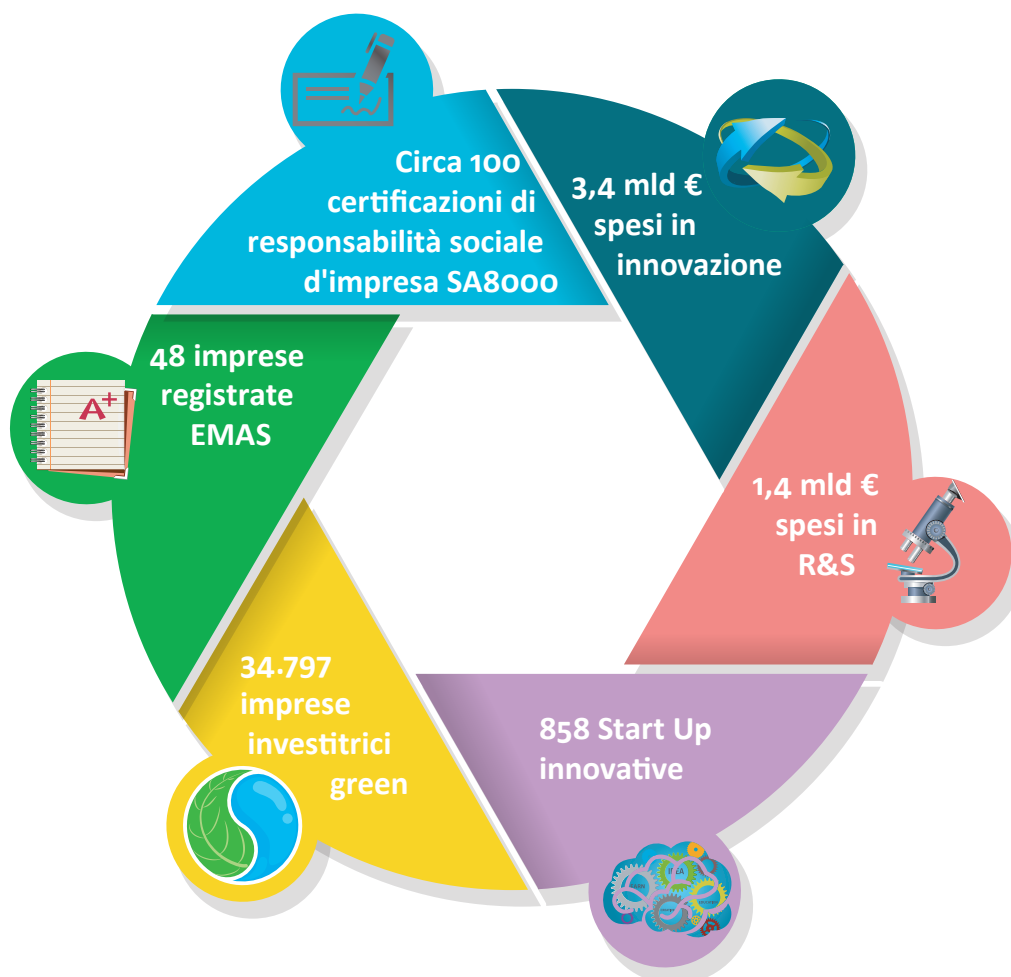 Circa 100
certificazioni di
responsabilità sociale
d'impresa SA8000
3,4 mld €
spesi in
innovazione
1,4 mld €
spesi in
R&S
858 Start Up
innovative
IDEA
34.797
imprese
investitrici
green
48 imprese
registrate
EMAS
A+